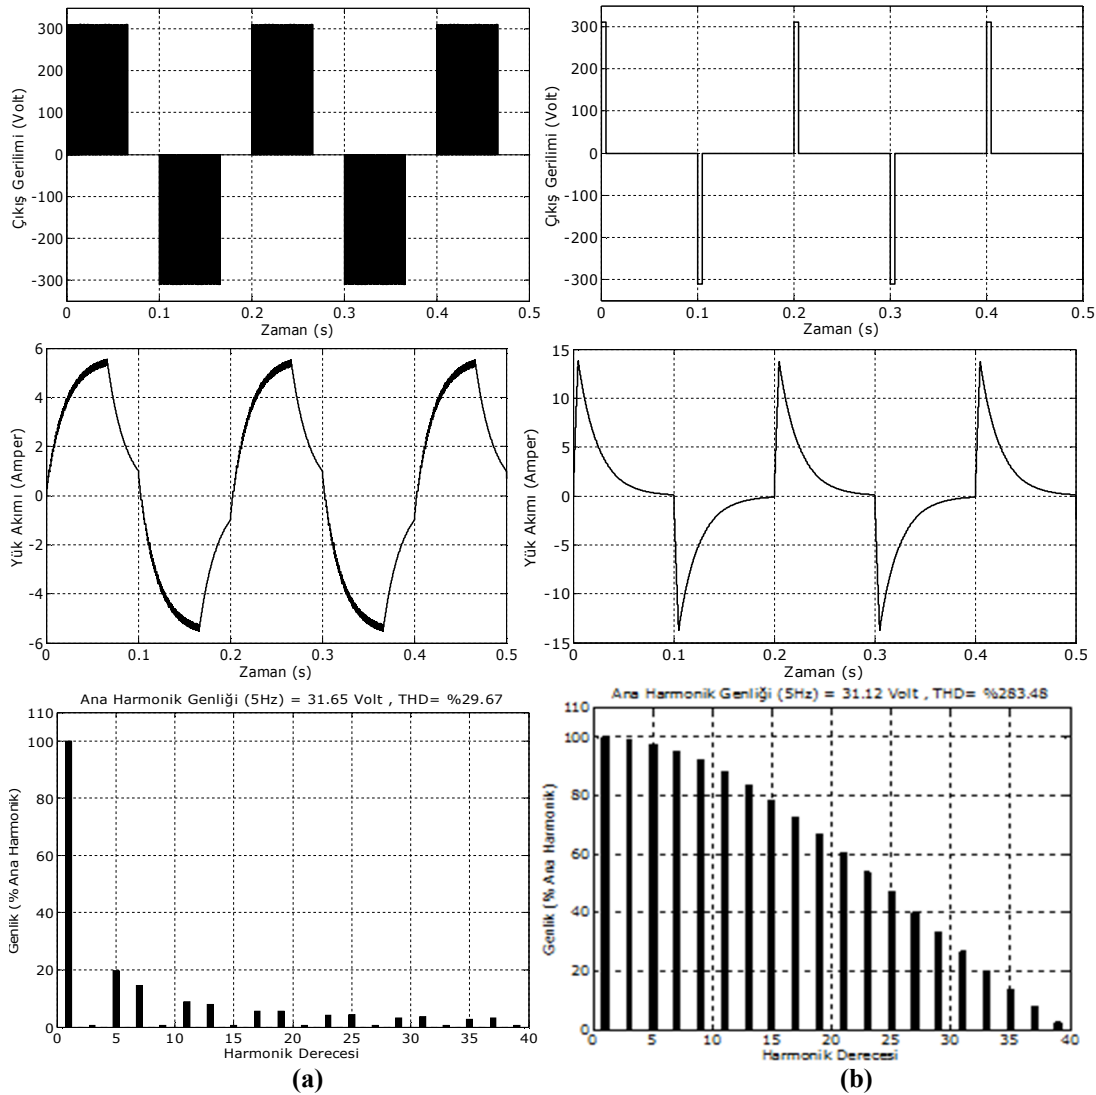 Çıkış Gerilimi (Volt)
300
200
100
0
-100
-200
-300
0 0.1 0.2 0.3 0.4 0.5
Zaman (s)
Çıkış Gerilimi (Volt)
300
200
100
0
-100
-200
-300
0 0.1 0.2 0.3 0.4 0.5
Zaman (s)
Yük Akımı (Amper)
6
4
2
0
-2
-4
-6
0 0.1 0.2 0.3 0.4 0.5
Zaman (s)
Yük Akımı (Amper)
15
10
5
0
-5
-10
-15
0 0.1 0.2 0.3 0.4 0.5
Zaman (s)
Ana Harmonik Genliği (5Hz) = 31.65 Volt , THD= %29.67
Genlik (% Ana Harmonik)
110
100
80
60
40
20
0
0 5 10 15 20 25 30 35 40
Harmonik Derecesi
(a)
Ana Harmonik Genliği (5Hz) = 31.12 Volt , THD= %283.48
Genlik (% Ana Harmonik)
110
100
80
60
40
20
0
0 5 10 15 20 25 30 35 40
Harmonik Derecesi
(b)